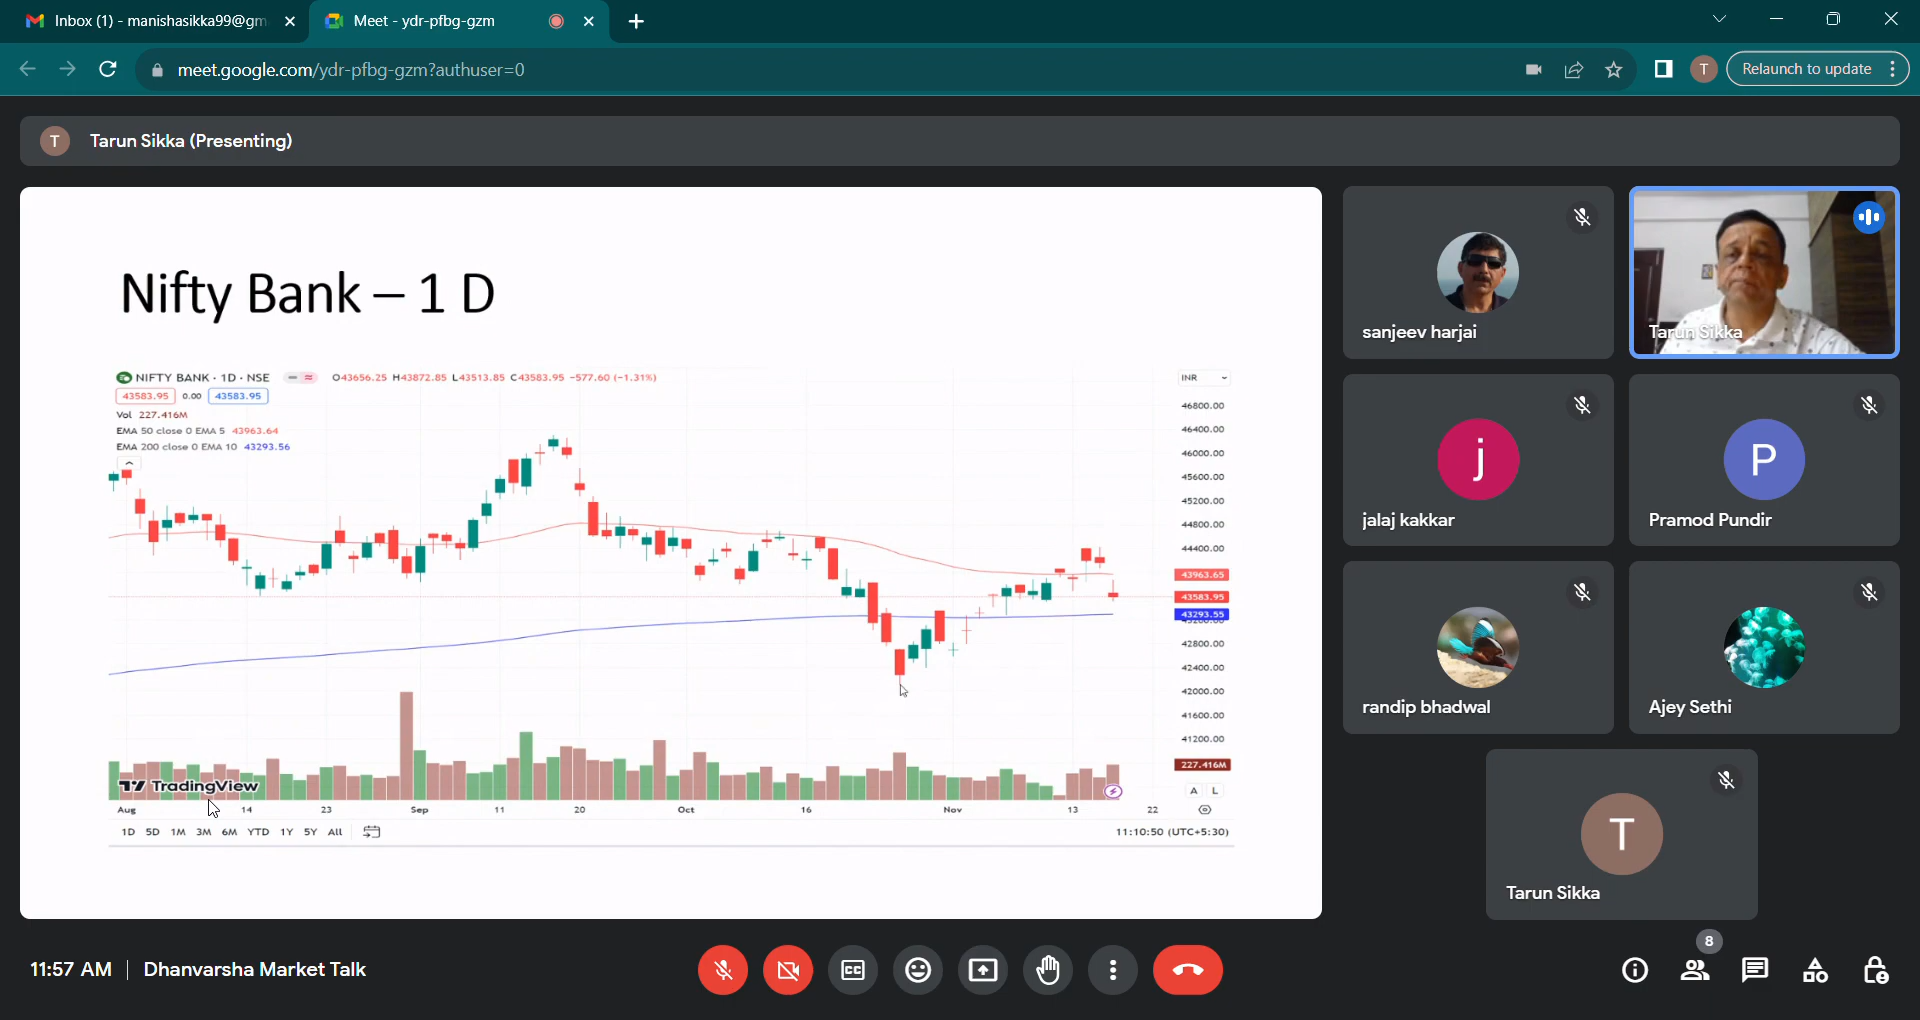 Inbox (1) - manishasikka99@gm
Meet - ydr-pfbg-gzm
meet.google.com/ydr-pfbg-gzm?authuser=0
T
Relaunch to update
T
Tarun Sikka (Presenting)
Nifty Bank – 1 D
NIFTY BANK · 1D · NSE
O43656.25 H43872.85 L43513.85 C43583.95 -577.60 (-1.31%)
INR
43583.95 0.00 43583.95
Vol 227.416M
EMA 50 close 0 EMA 5 43963.64
EMA 200 close 0 EMA 10 43293.56
46800.00
46400.00
46000.00
45600.00
45200.00
44800.00
44400.00
43963.65
43583.95
43293.55
42800.00
42400.00
42000.00
41600.00
41200.00
227.416M
TradingView
A L
Aug 14 23 Sep 11 20 Oct 16 Nov 13 22
1D 5D 1M 3M 6M YTD 1Y 5Y All
11:10:50 (UTC+5:30)
sanjeev harjai
Tarun Sikka
j
jalaj kakkar
P
Pramod Pundir
randip bhadwal
Ajey Sethi
T
Tarun Sikka
11:57 AM
Dhanvarsha Market Talk
CC
8